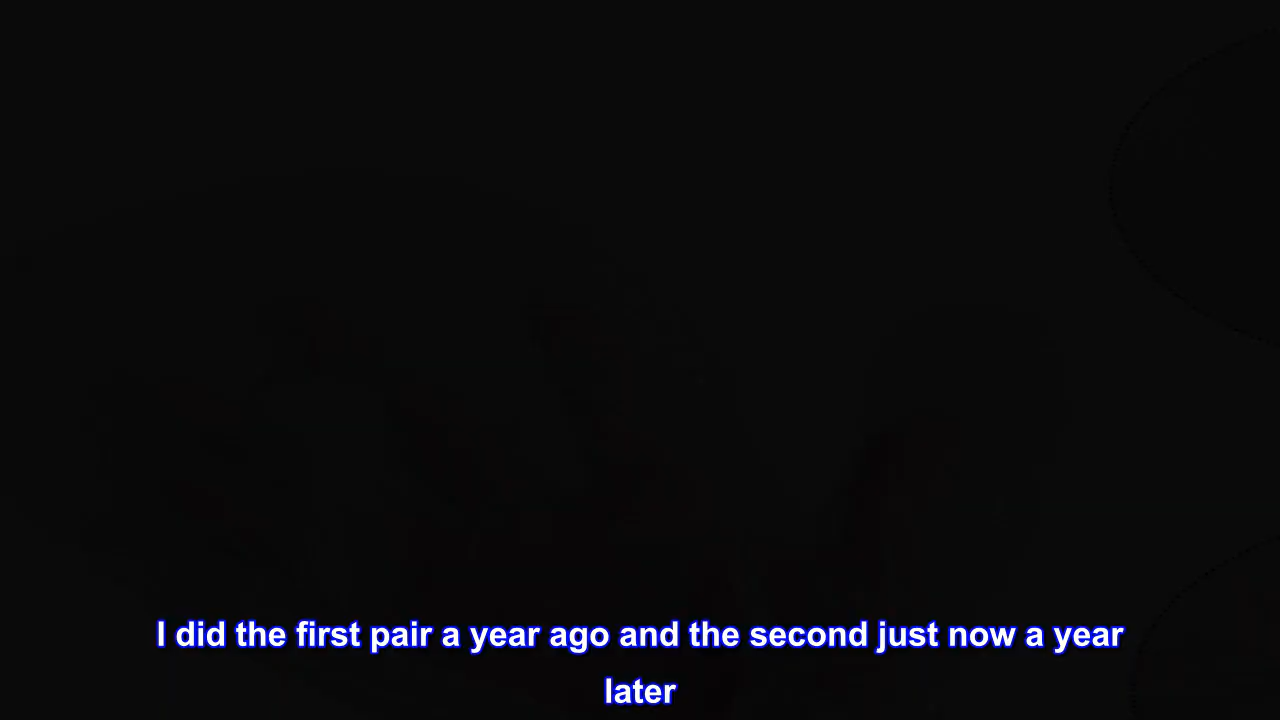 I did the first pair a year ago and the second just now a year
later